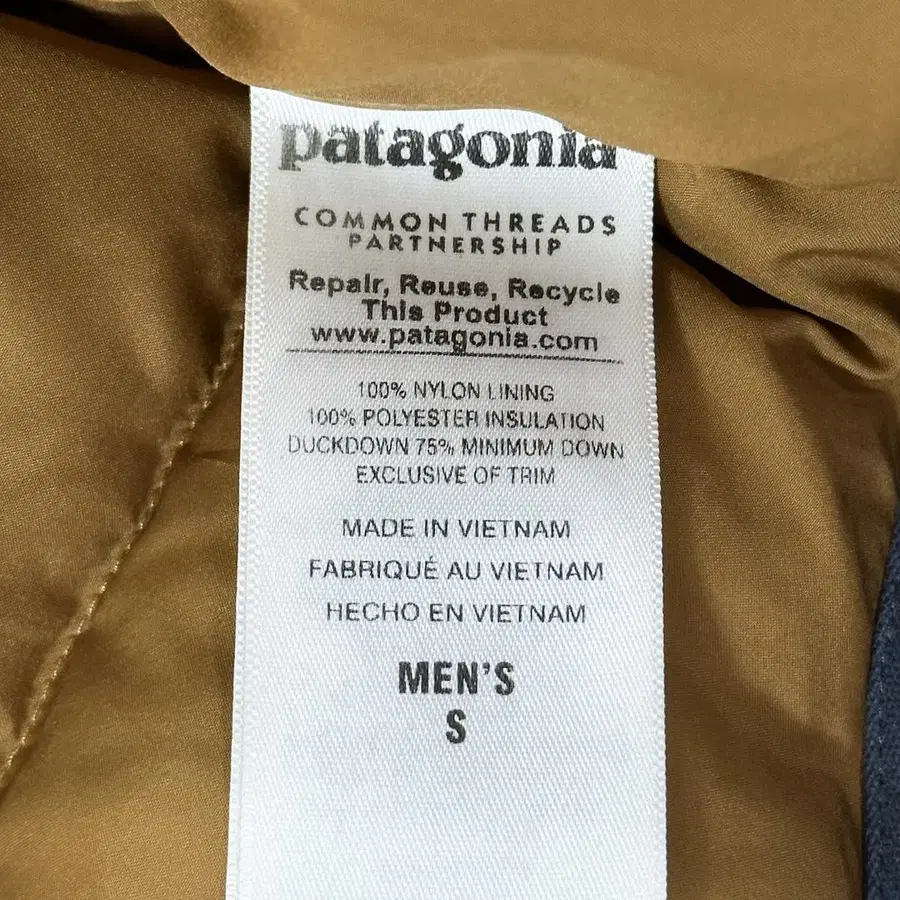 patagonia
COMMON THREADS
PARTNERSHIP
Repair, Reuse, Recycle
This Product
www.patagonia.com
100% NYLON LINING
100% POLYESTER INSULATION
DUCKDOWN 75% MINIMUM DOWN
EXCLUSIVE OF TRIM
MADE IN VIETNAM
FABRIQUÉ AU VIETNAM
HECHO EN VIETNAM
MEN'S
S